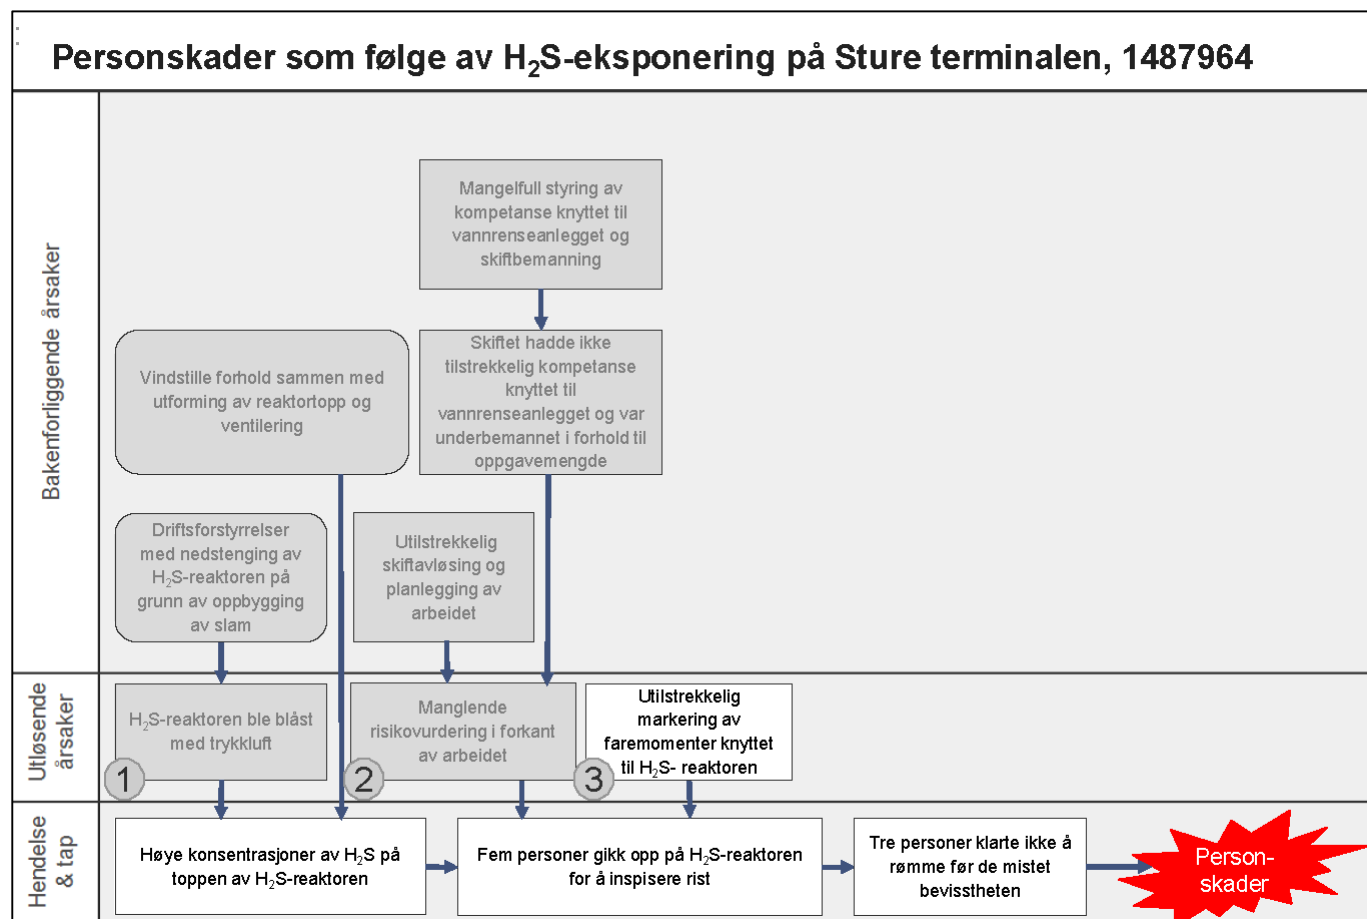 Personskader som følge av H₂S-eksponering på Sture terminalen, 1487964
Bakenforliggende årsaker
Mangelfull styring av
kompetanse knyttet til
vannrenseanlegget og
skiftbemanning
Vindstille forhold sammen med
utforming av reaktortopp og
ventilering
Skiftet hadde ikke
tilstrekkelig kompetanse
knyttet til
vannrenseanlegget og var
underbemannet i forhold til
oppgavemengde
Driftsforstyrrelser
med nedstenging av
H₂S-reaktoren på
grunn av oppbygging
av slam
Utilstrekkelig
skiftavløsing og
planlegging av
arbeidet
Utløsende
årsaker
H₂S-reaktoren ble blåst
med trykkluft
1
Manglende
risikovurdering i forkant
av arbeidet
2
Utilstrekkelig
markering av
faremomenter knyttet
til H₂S- reaktoren
3
Hendelse
& tap
Høye konsentrasjoner av H₂S på
toppen av H₂S-reaktoren
Fem personer gikk opp på H₂S-reaktoren
for å inspisere rist
Tre personer klarte ikke å
rømme før de mistet
bevisstheten
Person-
skader